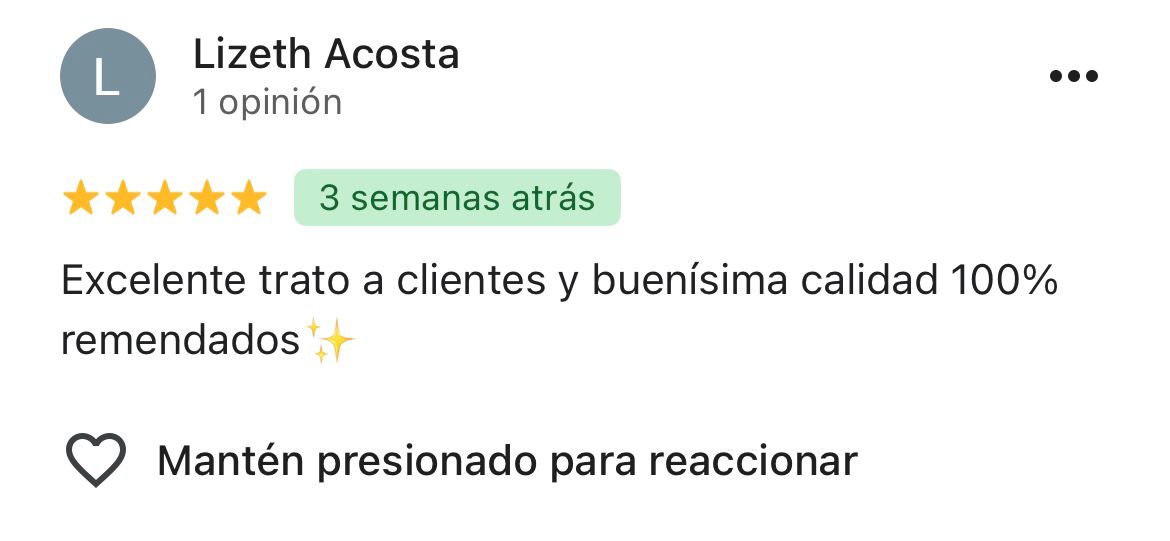 L
Lizeth Acosta
1 opinión
3 semanas atrás
Excelente trato a clientes y buenísima calidad 100%
remendados✨
Mantén presionado para reaccionar